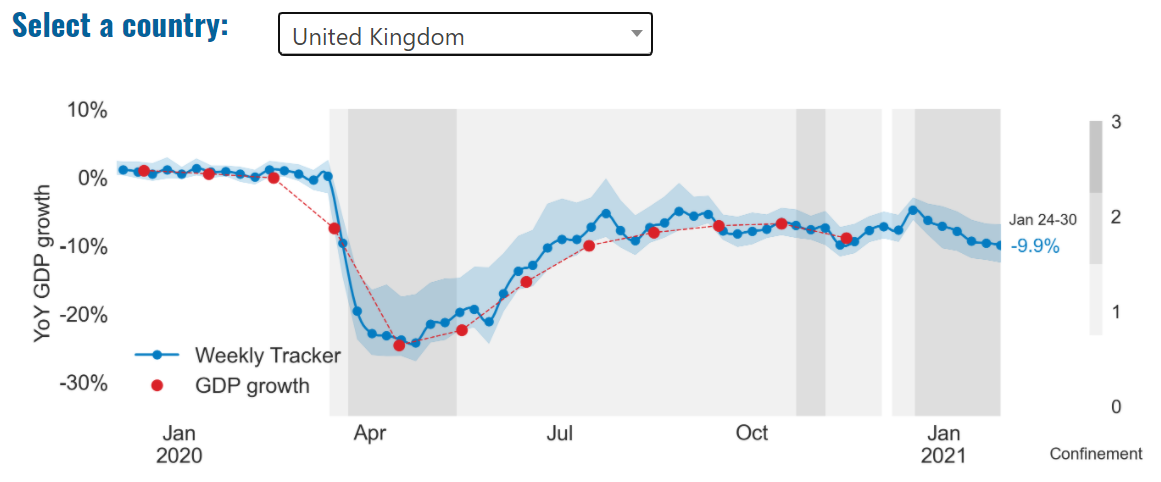 Select a country:
United Kingdom
10%
0%
-10%
-20%
-30%
YoY GDP growth
Weekly Tracker
GDP growth
Jan 24-30
-9.9%
3
2
1
0
Confinement
Jan
2020
Apr
Jul
Oct
Jan
2021